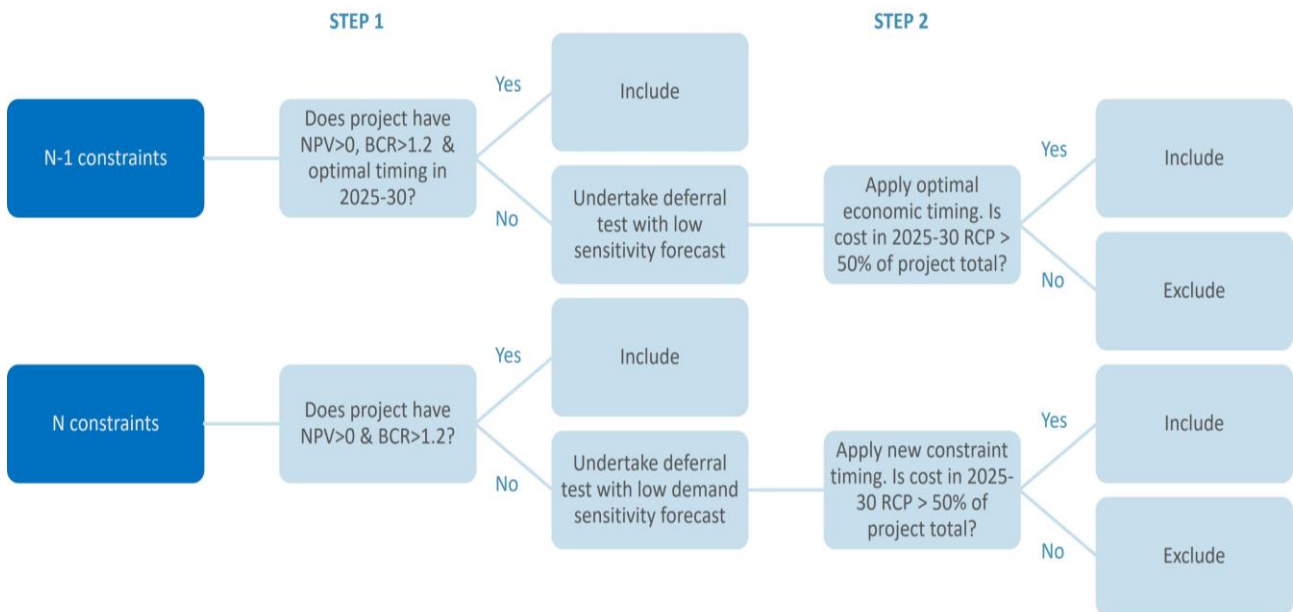 STEP 1
STEP 2
N-1 constraints
Does project have
NPV>0, BCR>1.2 &
optimal timing in
2025-30?
Yes
Include
No
Undertake deferral
test with low
sensitivity forecast
Apply optimal
economic timing. Is
cost in 2025-30 RCP >
50% of project total?
Yes
Include
No
Exclude
N constraints
Does project have
NPV>0 & BCR>1.2?
Yes
Include
No
Undertake deferral
test with low demand
sensitivity forecast
Apply new constraint
timing. Is cost in 2025-
30 RCP > 50% of
project total?
Yes
Include
No
Exclude